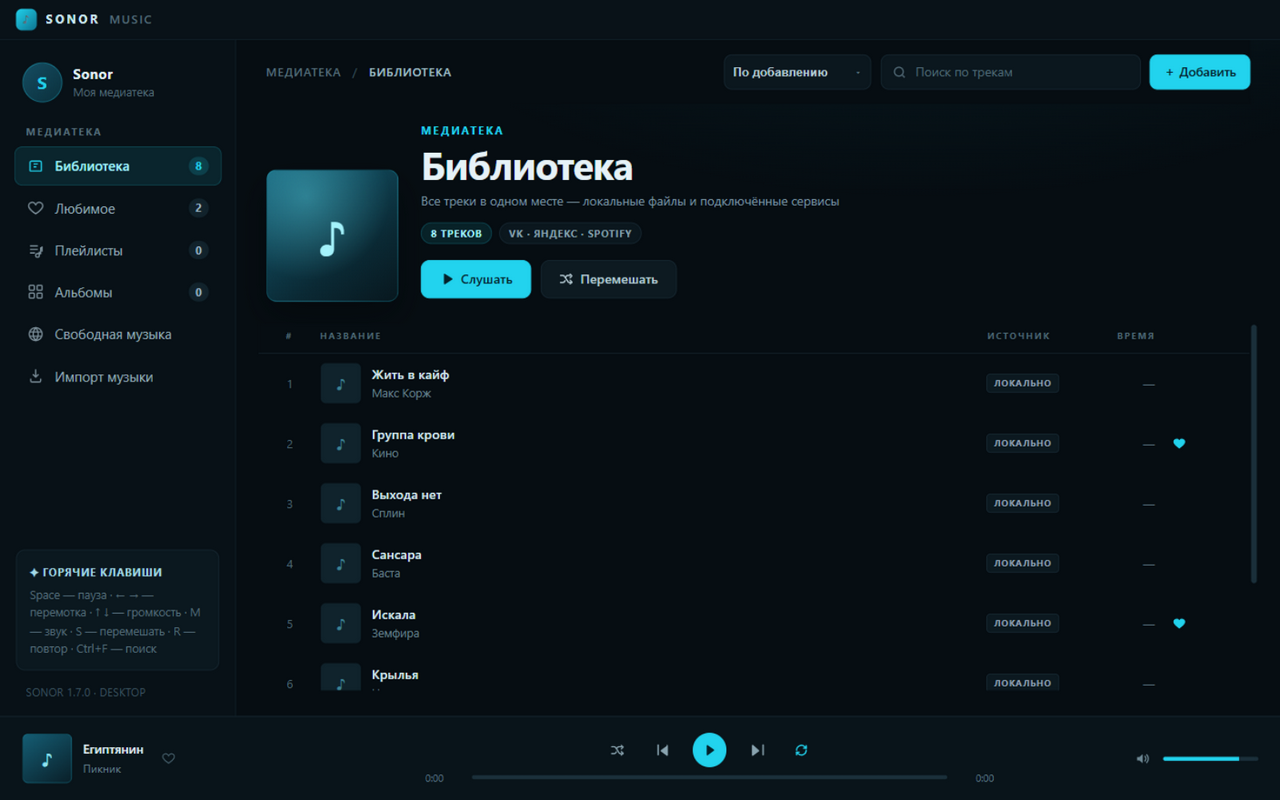 SONOR MUSIC
S
Sonor
Моя медиатека
МЕДИАТЕКА
Библиотека 8
Любимое 2
Плейлисты 0
Альбомы 0
Свободная музыка
Импорт музыки
✦ ГОРЯЧИЕ КЛАВИШИ
Space — пауза · ← → —
перемотка · ↑ ↓ — громкость · M
— звук · S — перемешать · R —
повтор · Ctrl+F — поиск
SONOR 1.7.0 · DESKTOP
МЕДИАТЕКА / БИБЛИОТЕКА
По добавлению
Поиск по трекам
+ Добавить
МЕДИАТЕКА
Библиотека
Все треки в одном месте — локальные файлы и подключённые сервисы
8 ТРЕКОВ
VK · ЯНДЕКС · SPOTIFY
Слушать
Перемешать
# НАЗВАНИЕ ИСТОЧНИК ВРЕМЯ
1 Жить в кайф ЛОКАЛЬНО —
Макс Корж
2 Группа крови ЛОКАЛЬНО —
Кино
3 Выхода нет ЛОКАЛЬНО —
Сплин
4 Сансара ЛОКАЛЬНО —
Баста
5 Искала ЛОКАЛЬНО —
Земфира
6 Крылья ЛОКАЛЬНО —
Египтянин
Пикник
0:00
0:00